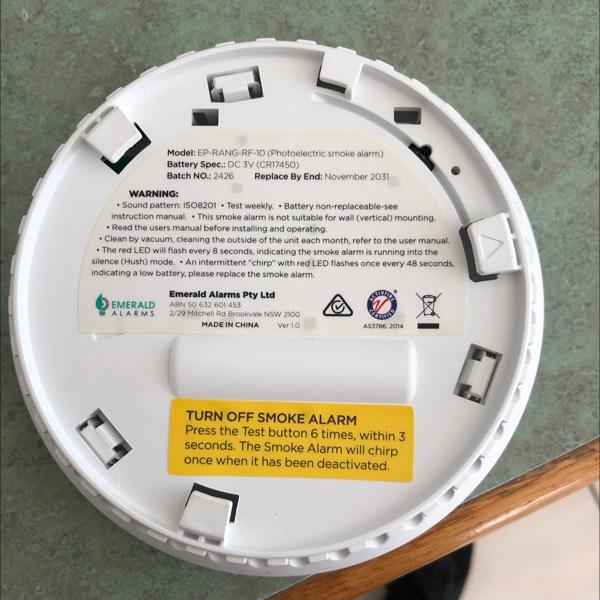 Model: EP-RANG-RF-10 (Photoelectric smoke alarm)
Battery Spec.: DC 3V (CR17450)
Batch NO.: 2426 Replace By End: November 2031
WARNING:
• Sound pattern: ISO8201 • Test weekly. • Battery non-replaceable-see
instruction manual. • This smoke alarm is not suitable for wall (vertical) mounting.
• Read the users manual before installing and operating.
• Clean by vacuum, cleaning the outside of the unit each month, refer to the user manual.
• The red LED will flash every 8 seconds, indicating the smoke alarm is running into the
silence (Hush) mode. • An intermittent "chirp" with red LED flashes once every 48 seconds,
indicating a low battery, please replace the smoke alarm.
EMERALD
ALARMS
Emerald Alarms Pty Ltd
ABN 50 632 601 453
2/29 Mitchell Rd Brookvale NSW 2100
MADE IN CHINA Ver:1.0
ACTIVFIRE
CERTIFIED
AS3786: 2014
TURN OFF SMOKE ALARM
Press the Test button 6 times, within 3
seconds. The Smoke Alarm will chirp
once when it has been deactivated.